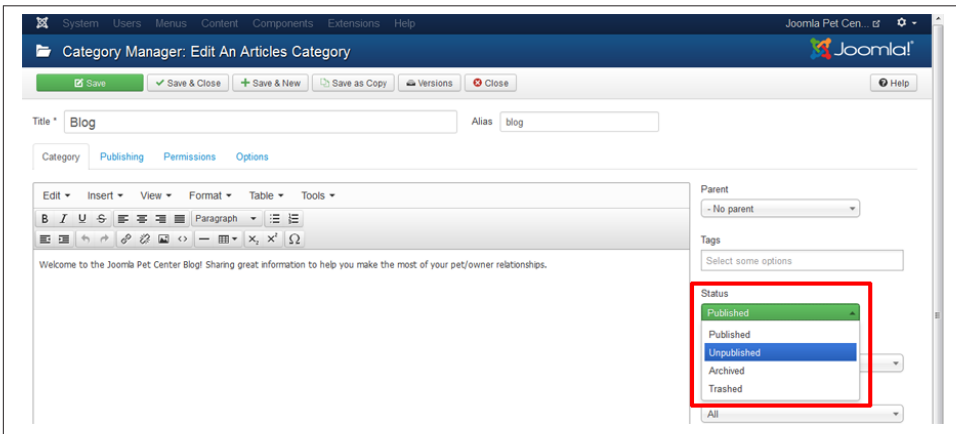 System Users Menus Content Components Extensions Help Joomla Pet Cen...
Category Manager: Edit An Articles Category Joomla!
Save Save & Close Save & New Save as Copy Versions Close Help
Title * Blog Alias blog
Category Publishing Permissions Options
Edit Insert View Format Table Tools
B I U S Paragraph
Welcome to the Joomla Pet Center Blog! Sharing great information to help you make the most of your pet/owner relationships.
Parent
- No parent
Tags
Select some options
Status
Published
Published
Unpublished
Archived
Trashed
All